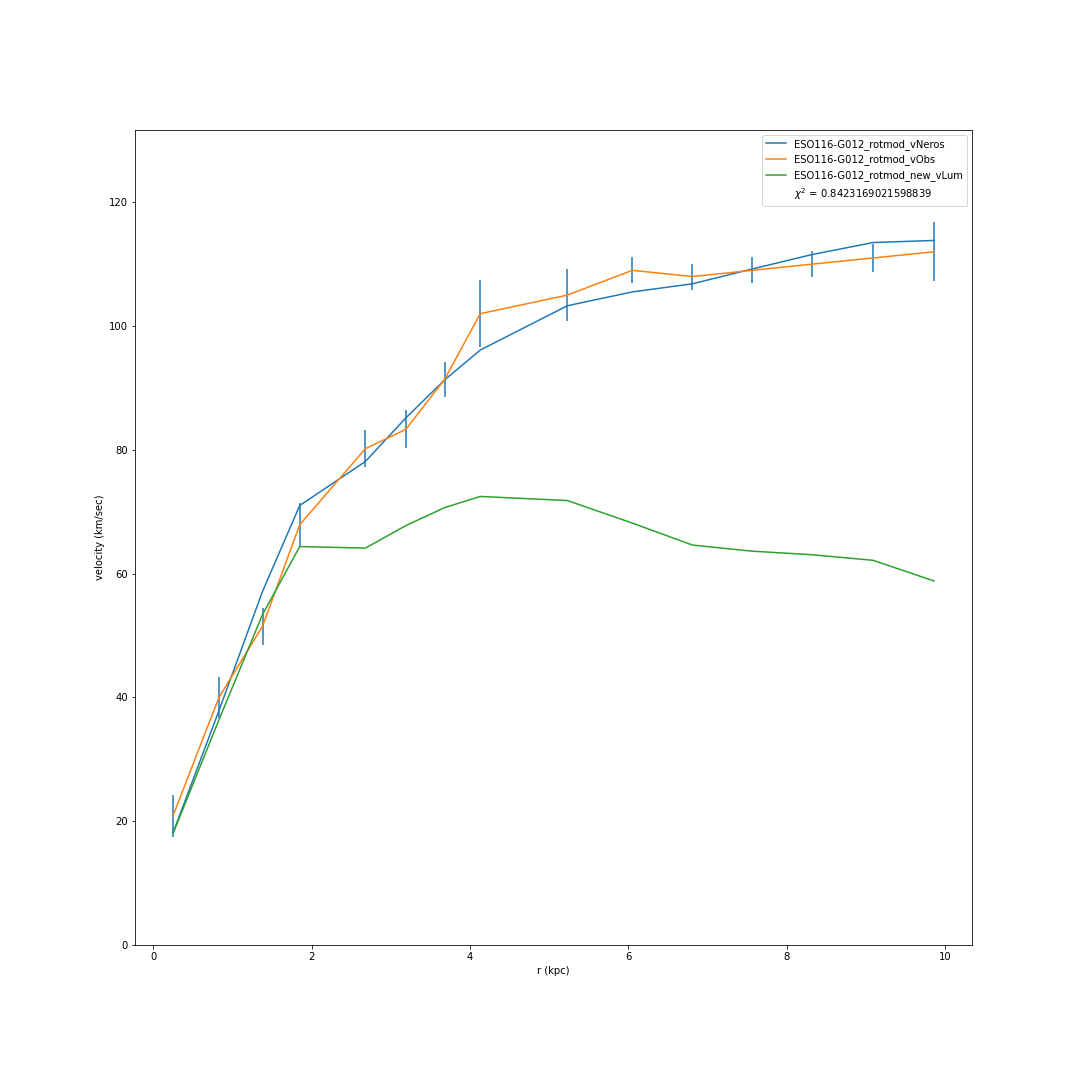 ESO116-G012_rotmod_vNeros
ESO116-G012_rotmod_vObs
ESO116-G012_rotmod_new_vLum
χ² = 0.8423169021598839
120
100
80
60
40
20
0
velocity (km/sec)
0 2 4 6 8 10
r (kpc)